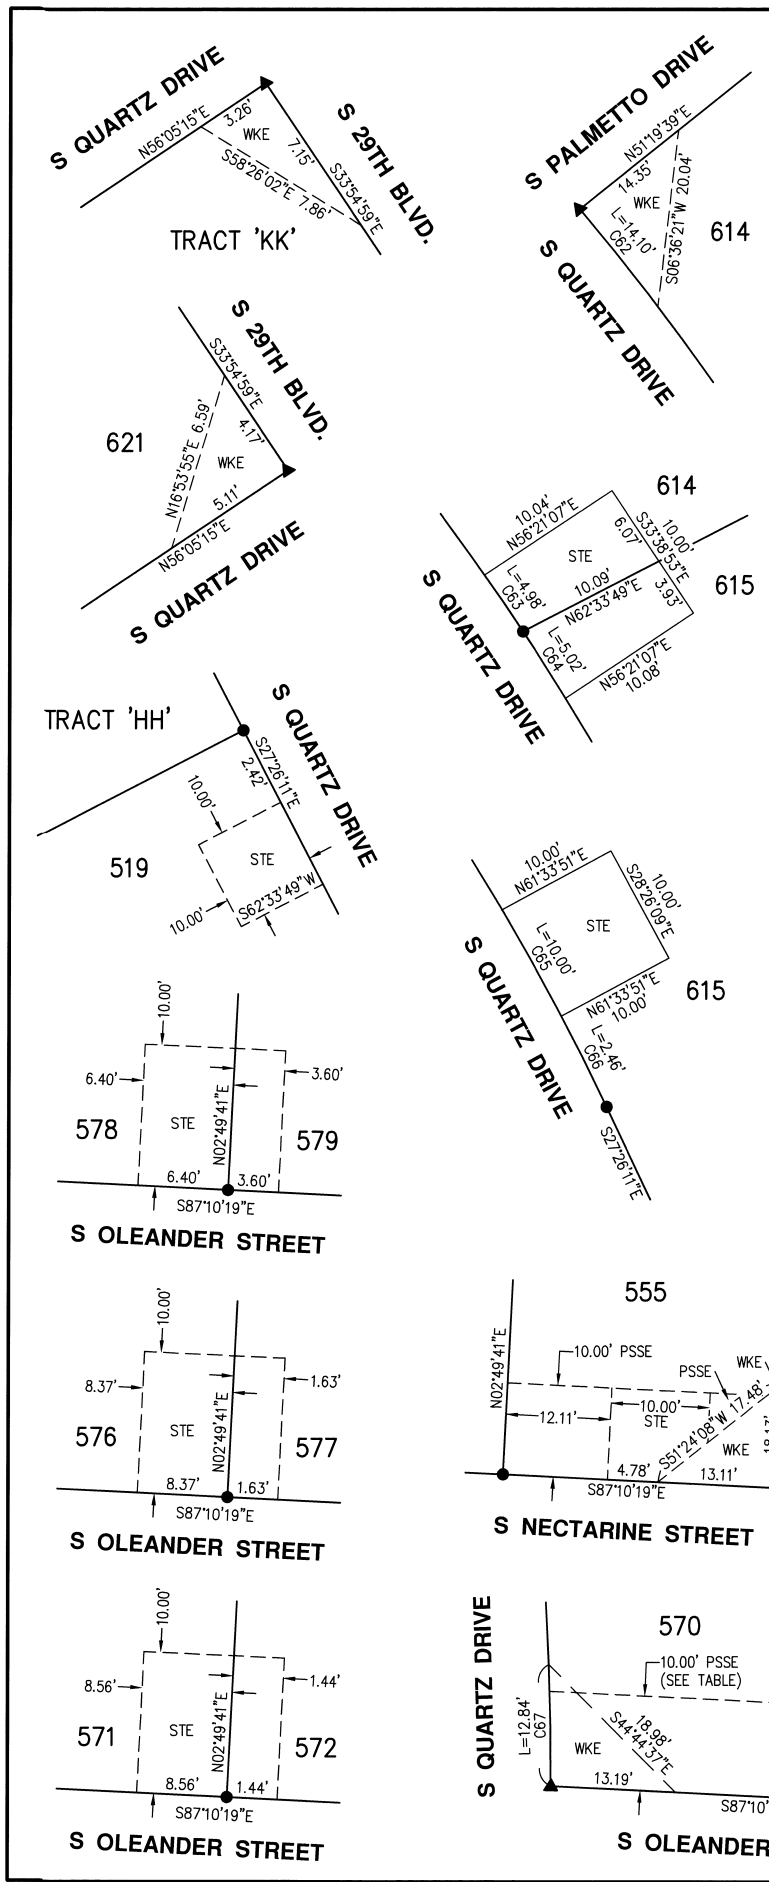 S QUARTZ DRIVE
N56°05'15"E
3.26'
WKE
7.15'
S58°26'02"E 7.86'
S33°54'59"E
S 29TH BLVD.
TRACT 'KK'
S PALMETTO DRIVE
N51°19'39"E
14.35'
WKE
L=14.10'
C62
S06°36'21"W 20.04'
614
S QUARTZ DRIVE
S 29TH BLVD.
S33°54'59"E
621
N16°53'55"E 6.59'
4.17'
WKE
5.11'
N56°05'15"E
S QUARTZ DRIVE
614
10.04'
N56°21'07"E
STE
6.07'
10.00'
S33°38'53"E
L=4.98'
C63
10.09'
N62°33'49"E
3.93'
615
L=5.02'
C64
N56°21'07"E
10.08'
S QUARTZ DRIVE
TRACT 'HH'
S QUARTZ DRIVE
S27°26'11"E
2.42'
10.00'
519
STE
10.00'
S62°33'49"W
10.00'
N61°33'51"E
10.00'
S28°26'09"E
STE
L=10.00'
C65
N61°33'51"E
10.00'
615
L=2.46'
C66
S QUARTZ DRIVE
S27°26'11"E
10.00'
6.40'
3.60'
578
STE
N02°49'41"E
579
6.40'
3.60'
S87°10'19"E
S OLEANDER STREET
10.00'
8.37'
1.63'
576
STE
N02°49'41"E
577
8.37'
1.63'
S87°10'19"E
S OLEANDER STREET
555
N02°49'41"E
10.00' PSSE
PSSE
WKE
12.11'
10.00'
STE
S51°24'08"W 17.48'
WKE
4.78'
13.11'
S87°10'19"E
S NECTARINE STREET
10.00'
8.56'
1.44'
571
STE
N02°49'41"E
572
8.56'
1.44'
S87°10'19"E
S OLEANDER STREET
S QUARTZ DRIVE
570
10.00' PSSE
(SEE TABLE)
L=12.84'
C67
18.98'
S44°44'37"E
WKE
13.19'
S87°10'
S OLEANDER